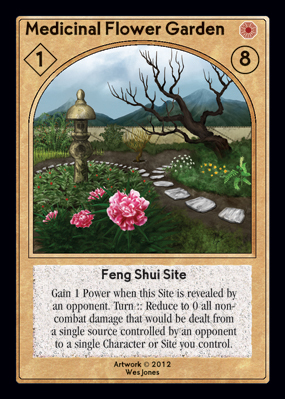 Medicinal Flower Garden
1
8
Feng Shui Site
Gain 1 Power when this Site is revealed by
an opponent. Turn :: Reduce to 0 all non-
combat damage that would be dealt from
a single source controlled by an opponent
to a single Character or Site you control.
Artwork © 2012
Wes Jones